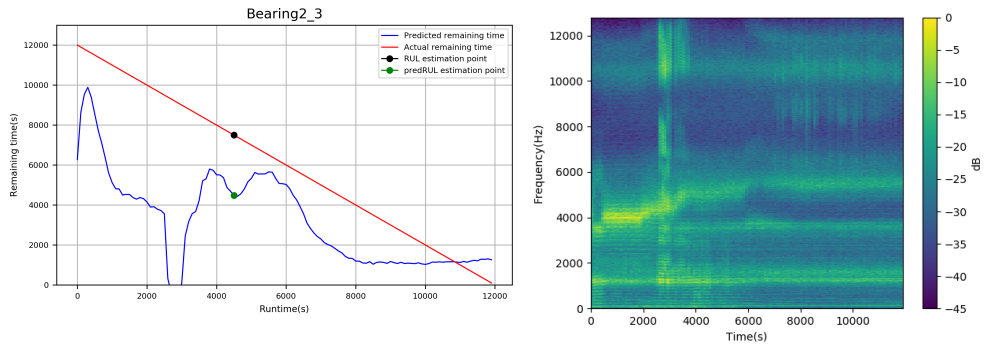 Bearing2_3
Predicted remaining time
Actual remaining time
RUL estimation point
predRUL estimation point
Remaining time(s)
12000
10000
8000
6000
4000
2000
0
0 2000 4000 6000 8000 10000 12000
Runtime(s)
Frequency(Hz)
12000
10000
8000
6000
4000
2000
0
0 2000 4000 6000 8000 10000
Time(s)
0
−5
−10
−15
−20
−25
−30
−35
−40
−45
dB